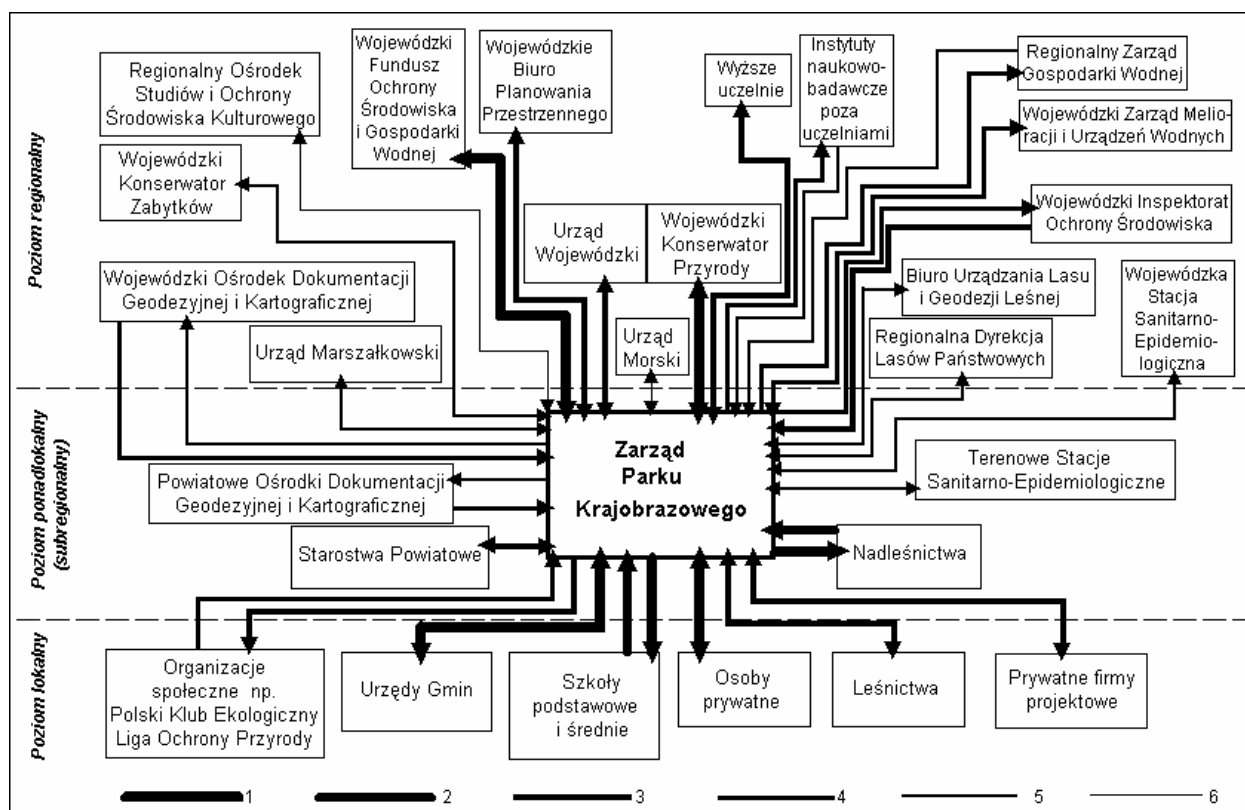 Poziom regionalny
Regionalny Ośrodek
Studiów i Ochrony
Środowiska Kulturowego
Wojewódzki
Fundusz
Ochrony
Środowiska
i Gospodarki
Wodnej
Wojewódzkie
Biuro
Planowania
Przestrzennego
Wyższe
uczelnie
Instytuty
naukowo-
badawcze
poza
uczelniami
Regionalny Zarząd
Gospodarki Wodnej
Wojewódzki Zarząd Melio-
racji i Urządzeń Wodnych
Wojewódzki
Konserwator
Zabytków
Urząd
Wojewódzki
Wojewódzki
Konserwator
Przyrody
Wojewódzki Inspektorat
Ochrony Środowiska
Wojewódzki Ośrodek Dokumentacji
Geodezyjnej i Kartograficznej
Biuro Urządzania Lasu
i Geodezji Leśnej
Wojewódzka
Stacja
Sanitarno-
Epidemio-
logiczna
Urząd Marszałkowski
Urząd
Morski
Regionalna Dyrekcja
Lasów Państwowych
Poziom ponadlokalny
(subregionalny)
Zarząd
Parku
Krajobrazowego
Powiatowe Ośrodki Dokumentacji
Geodezyjnej i Kartograficznej
Terenowe Stacje
Sanitarno-Epidemiologiczne
Starostwa Powiatowe
Nadleśnictwa
Poziom lokalny
Organizacje
społeczne np.
Polski Klub Ekologiczny
Liga Ochrony Przyrody
Urzędy Gmin
Szkoły
podstawowe
i średnie
Osoby
prywatne
Leśnictwa
Prywatne firmy
projektowe
1 2 3 4 5 6